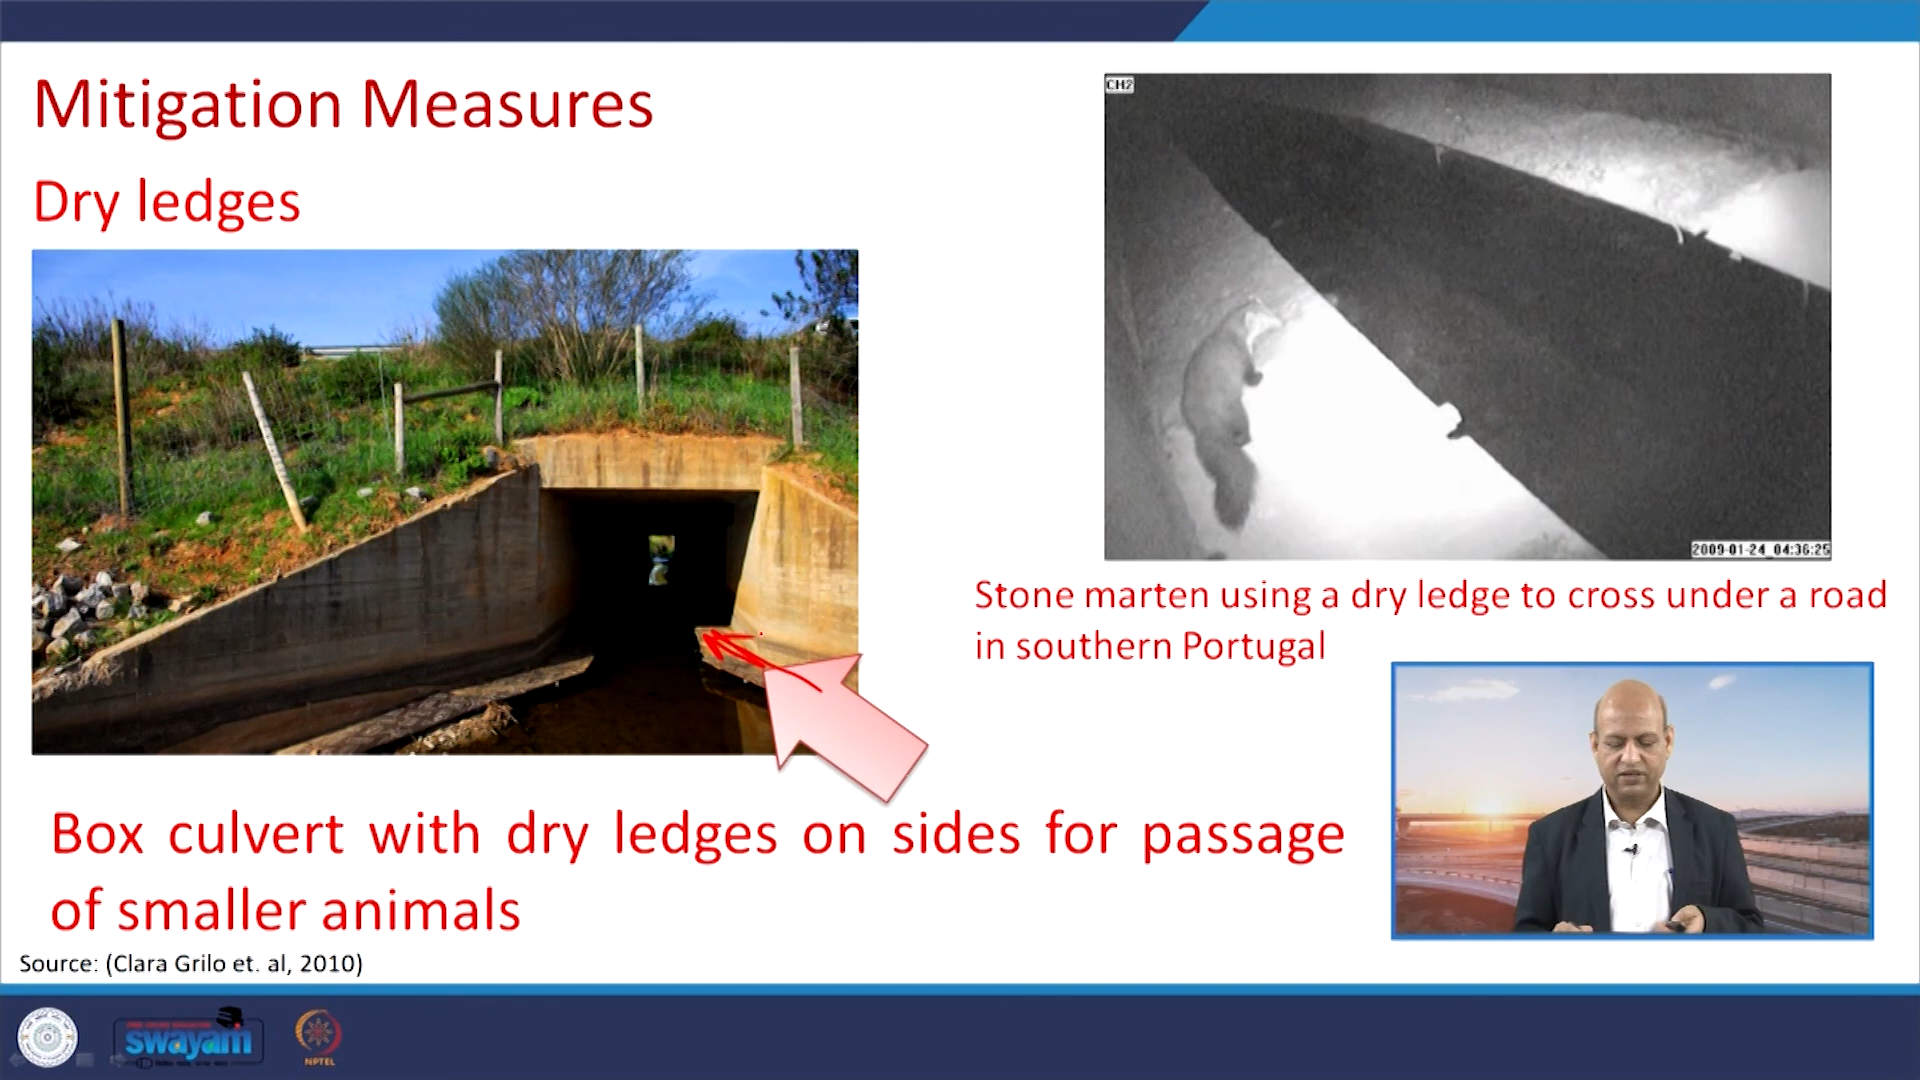 Mitigation Measures
Dry ledges
CH2
2009-01-24 04:36:25
Stone marten using a dry ledge to cross under a road
in southern Portugal
Box culvert with dry ledges on sides for passage
of smaller animals
Source: (Clara Grilo et. al, 2010)
swayam
NPTEL